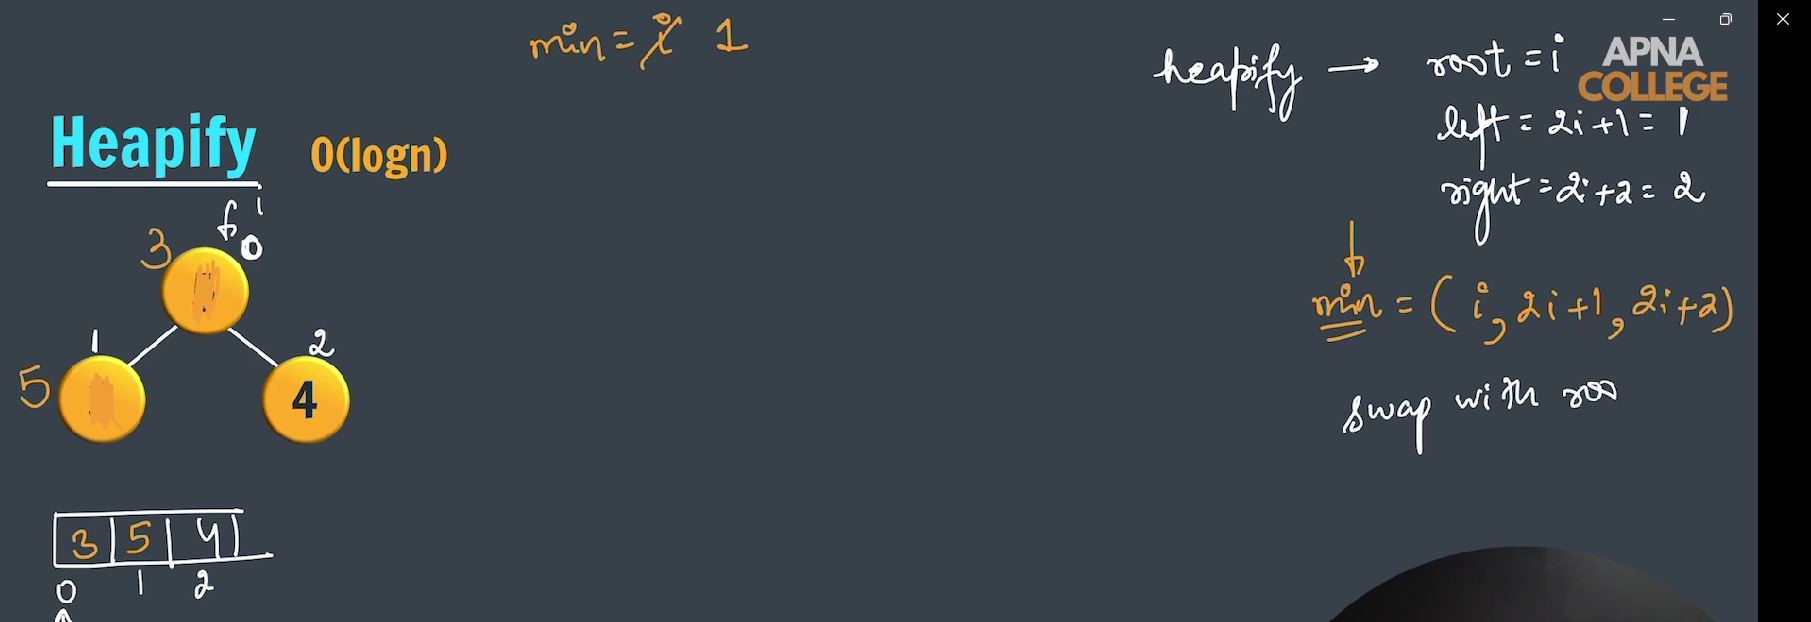 min = i 1
heapify → root = i
APNA
COLLEGE
left = 2i+1 = 1
Heapify O(logn)
right = 2i+2 = 2
i
3 0
min = (i, 2i+1, 2i+2)
1 2
5 4
swap with roo
3 5 4
0 1 2